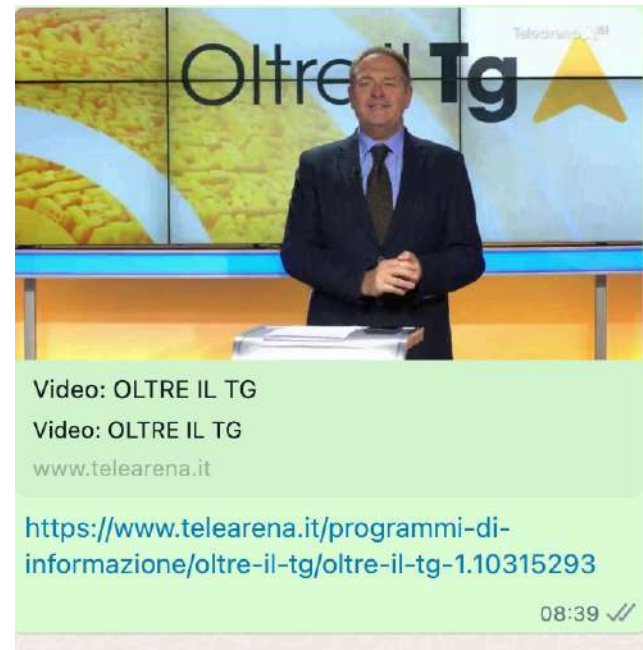 Telearena
Oltre il Tg
Video: OLTRE IL TG
Video: OLTRE IL TG
www.telearena.it
https://www.telearena.it/programmi-di-
informazione/oltre-il-tg/oltre-il-tg-1.10315293
08:39